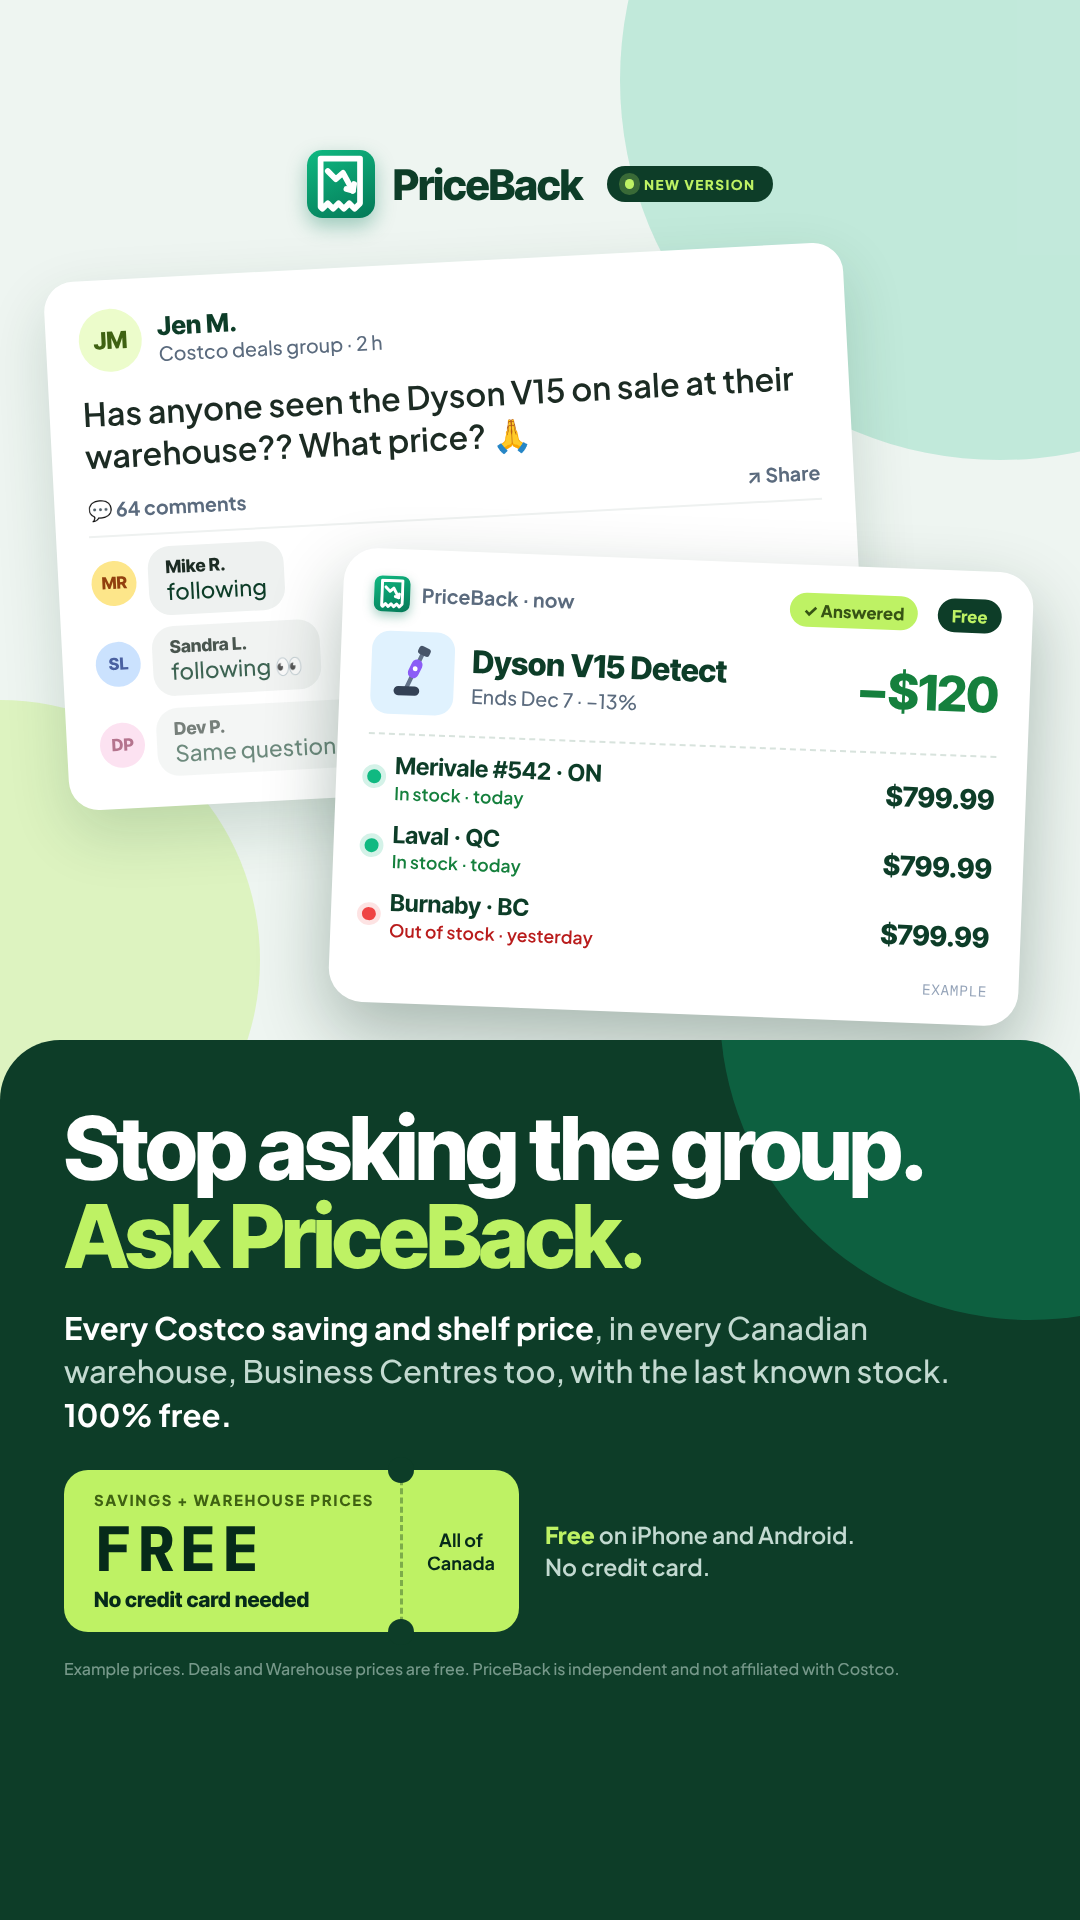 PriceBack
NEW VERSION
JM
Jen M.
Costco deals group · 2 h
Has anyone seen the Dyson V15 on sale at their
warehouse?? What price? 🙏
💬 64 comments
↗ Share
MR
Mike R.
following
SL
Sandra L.
following 👀
DP
Dev P.
Same question
PriceBack · now
✓ Answered
Free
Dyson V15 Detect
Ends Dec 7 · −13%
−$120
Merivale #542 · ON
In stock · today
$799.99
Laval · QC
In stock · today
$799.99
Burnaby · BC
Out of stock · yesterday
$799.99
EXAMPLE
Stop asking the group.
Ask PriceBack.
Every Costco saving and shelf price, in every Canadian
warehouse, Business Centres too, with the last known stock.
100% free.
SAVINGS + WAREHOUSE PRICES
FREE
No credit card needed
All of
Canada
Free on iPhone and Android.
No credit card.
Example prices. Deals and Warehouse prices are free. PriceBack is independent and not affiliated with Costco.